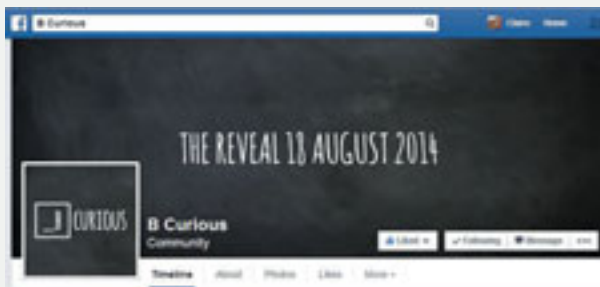 B Curious
Claire Home
THE REVEAL 18 AUGUST 2014
_B CURIOUS
B Curious
Community
Liked Following Message
Timeline About Photos Likes More